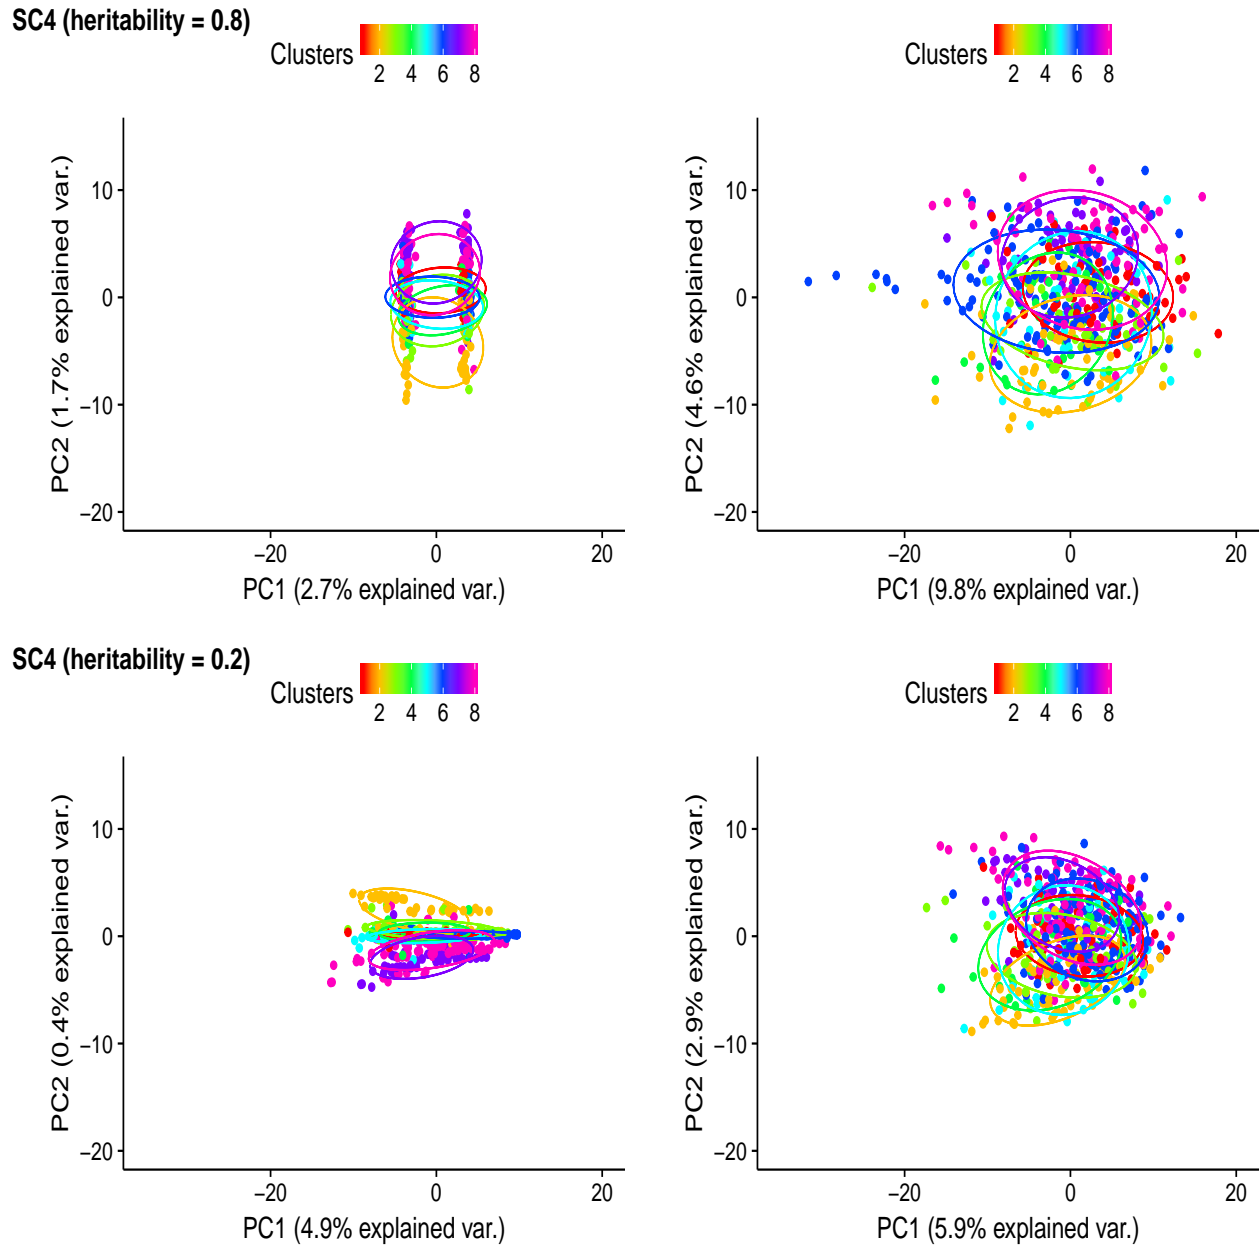 SC4 (heritability = 0.8)
Clusters
2 4 6 8
Clusters
2 4 6 8
PC2 (1.7% explained var.)
10
0
−10
−20
−20 0 20
PC1 (2.7% explained var.)
PC2 (4.6% explained var.)
10
0
−10
−20
−20 0 20
PC1 (9.8% explained var.)
SC4 (heritability = 0.2)
Clusters
2 4 6 8
Clusters
2 4 6 8
PC2 (0.4% explained var.)
10
0
−10
−20
−20 0 20
PC1 (4.9% explained var.)
PC2 (2.9% explained var.)
10
0
−10
−20
−20 0 20
PC1 (5.9% explained var.)